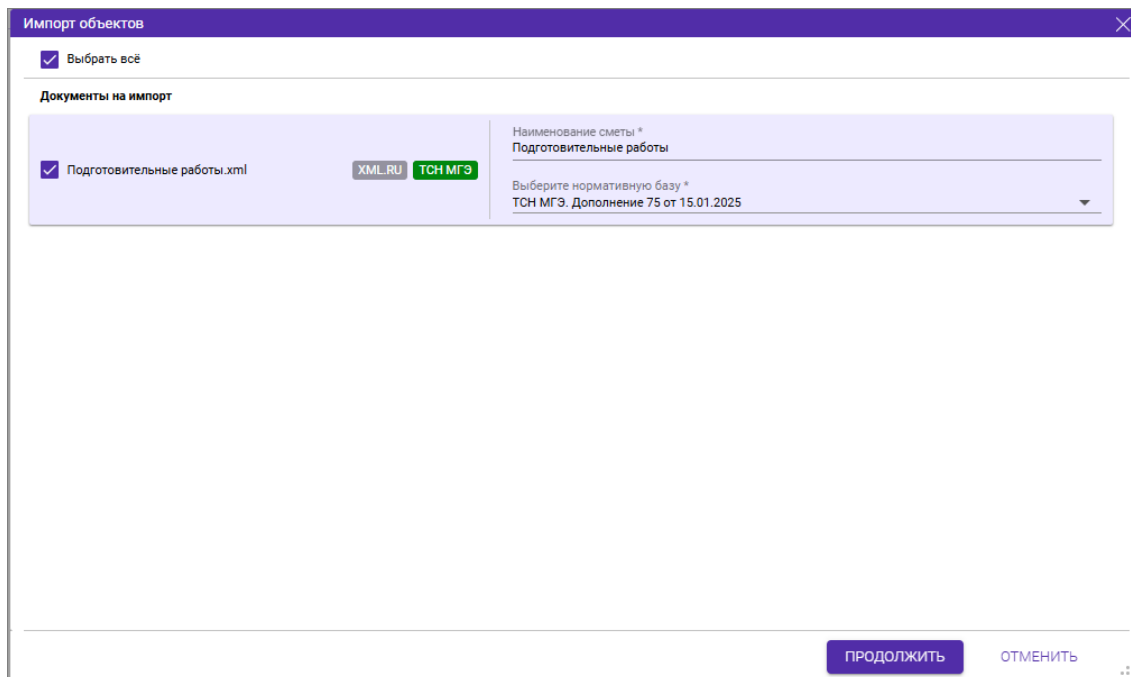 Импорт объектов
Выбрать всё
Документы на импорт
Подготовительные работы.xml
XML.RU
ТСН МГЭ
Наименование сметы *
Подготовительные работы
Выберите нормативную базу *
ТСН МГЭ. Дополнение 75 от 15.01.2025
ПРОДОЛЖИТЬ
ОТМЕНИТЬ